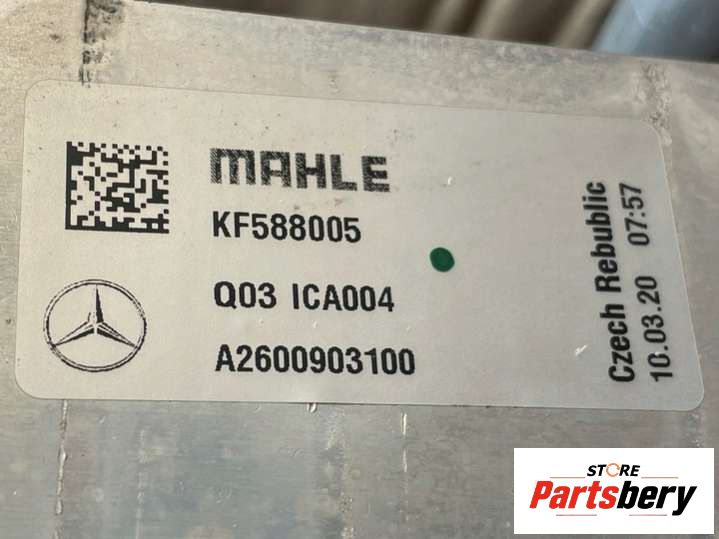 MAHLE
KF588005
Q03 ICA004
A2600903100
Czech Rebublic
10.03.20 07:57
STORE
Partsbery